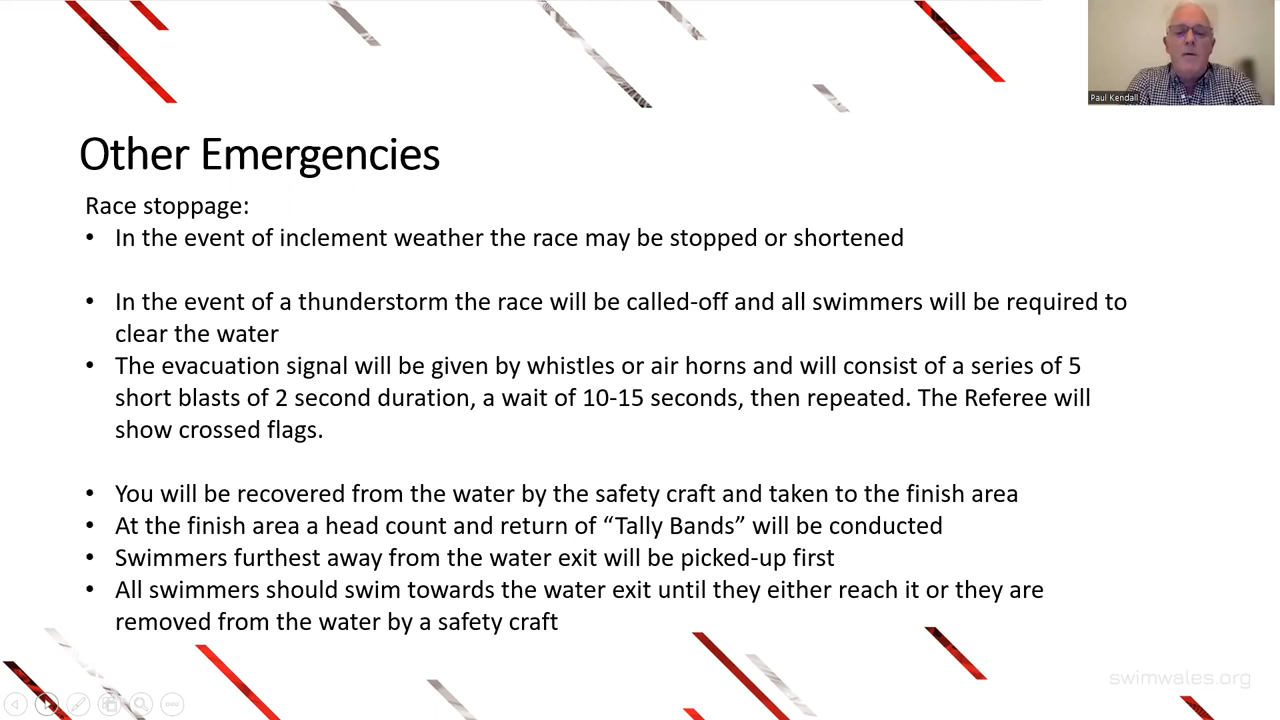 Paul Kendall
Other Emergencies
Race stoppage:
• In the event of inclement weather the race may be stopped or shortened
• In the event of a thunderstorm the race will be called-off and all swimmers will be required to
clear the water
• The evacuation signal will be given by whistles or air horns and will consist of a series of 5
short blasts of 2 second duration, a wait of 10-15 seconds, then repeated. The Referee will
show crossed flags.
• You will be recovered from the water by the safety craft and taken to the finish area
• At the finish area a head count and return of “Tally Bands” will be conducted
• Swimmers furthest away from the water exit will be picked-up first
• All swimmers should swim towards the water exit until they either reach it or they are
removed from the water by a safety craft
swimwales.org